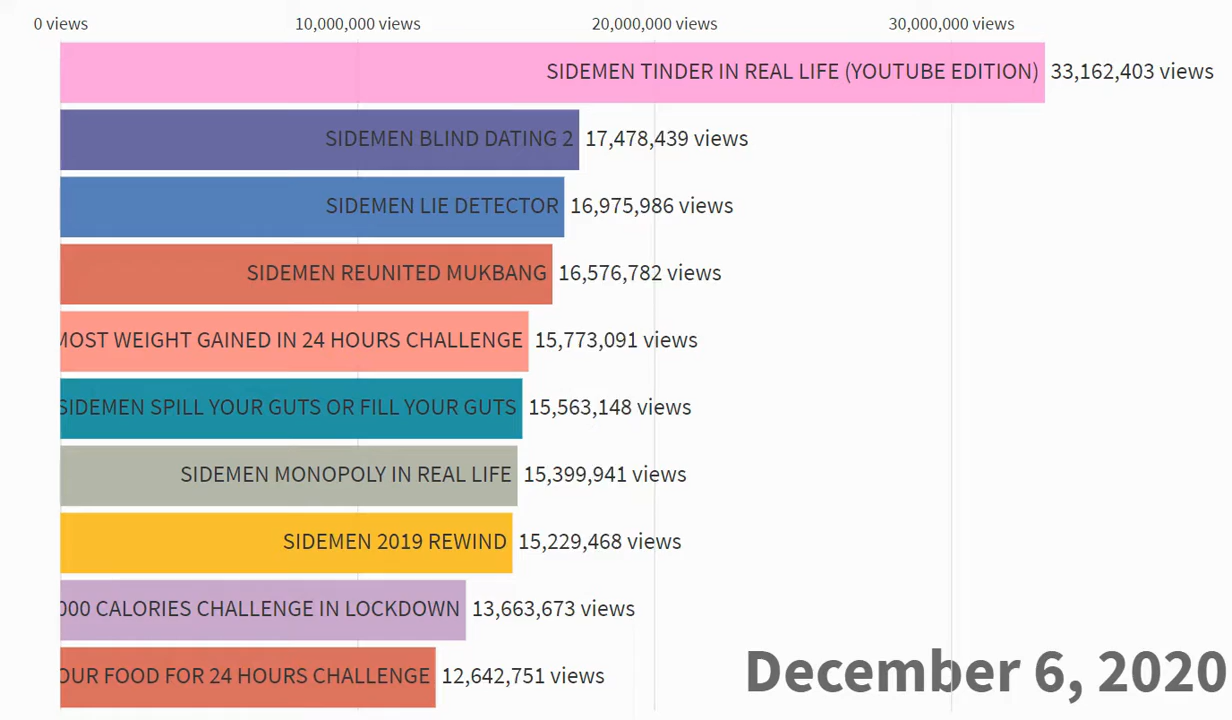 0 views 10,000,000 views 20,000,000 views 30,000,000 views
SIDEMEN TINDER IN REAL LIFE (YOUTUBE EDITION) 33,162,403 views
SIDEMEN BLIND DATING 2 17,478,439 views
SIDEMEN LIE DETECTOR 16,975,986 views
SIDEMEN REUNITED MUKBANG 16,576,782 views
MOST WEIGHT GAINED IN 24 HOURS CHALLENGE 15,773,091 views
SIDEMEN SPILL YOUR GUTS OR FILL YOUR GUTS 15,563,148 views
SIDEMEN MONOPOLY IN REAL LIFE 15,399,941 views
SIDEMEN 2019 REWIND 15,229,468 views
000 CALORIES CHALLENGE IN LOCKDOWN 13,663,673 views
OUR FOOD FOR 24 HOURS CHALLENGE 12,642,751 views
December 6, 2020